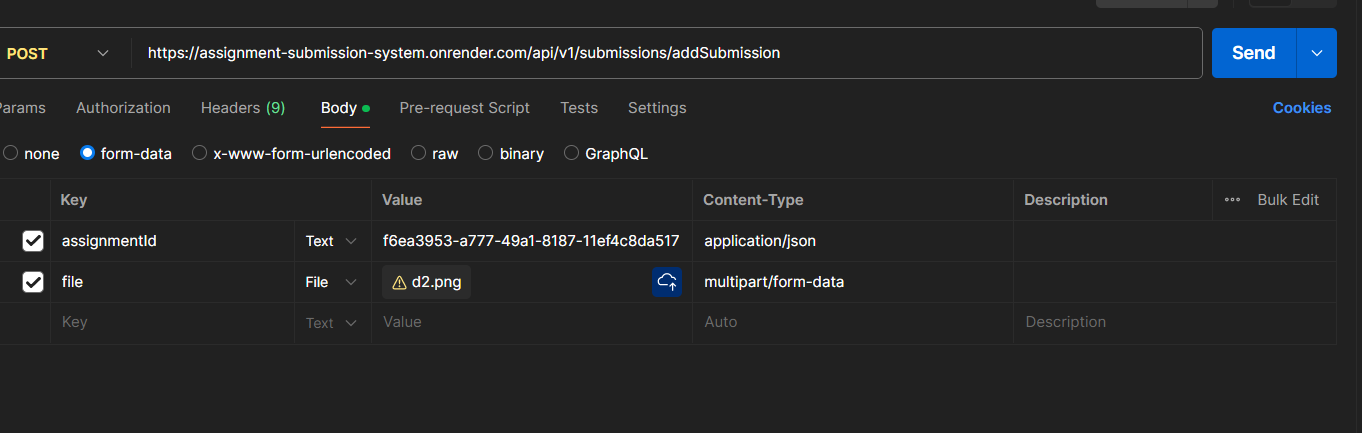 POST https://assignment-submission-system.onrender.com/api/v1/submissions/addSubmission Send
Params Authorization Headers (9) Body Pre-request Script Tests Settings Cookies
none form-data x-www-form-urlencoded raw binary GraphQL
Key Value Content-Type Description Bulk Edit
assignmentId Text f6ea3953-a777-49a1-8187-11ef4c8da517 application/json
file File d2.png multipart/form-data
Key Text Value Auto Description